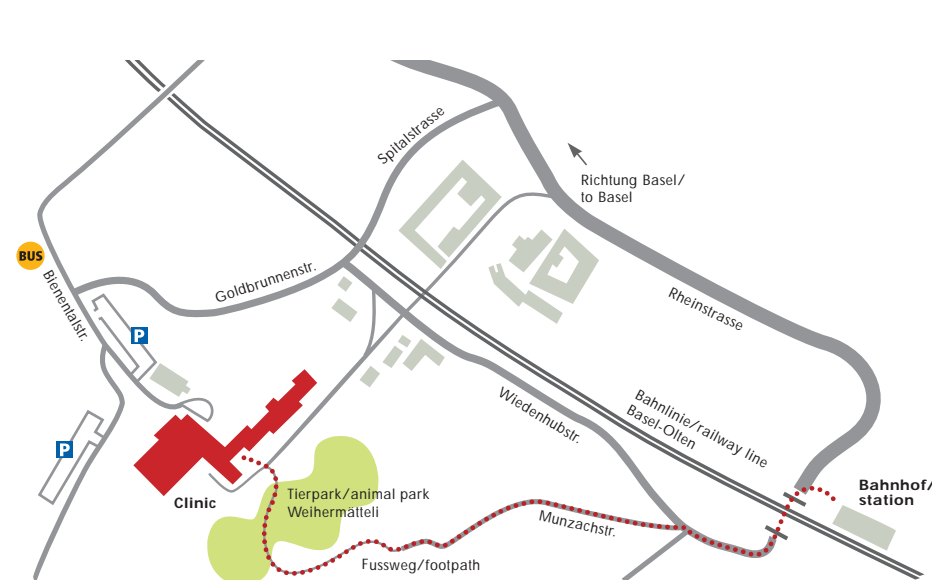 Spitalstrasse
Richtung Basel/
to Basel
BUS
Bienentalstr.
Goldbrunnenstr.
Rheinstrasse
P
Wiedenhubstr.
Bahnlinie/railway line
Basel-Olten
P
Clinic
Tierpark/animal park
Weihermätteli
Bahnhof/
station
Munzachstr.
Fussweg/footpath